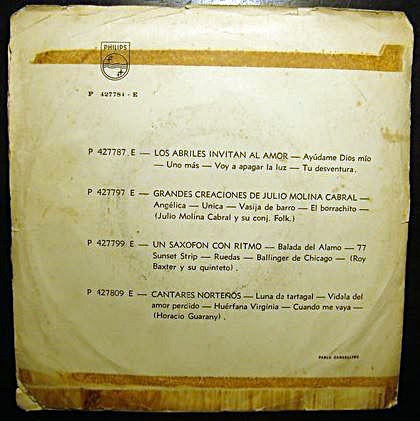 PHILIPS
P 427784 - E
P 427787 E — LOS ABRILES INVITAN AL AMOR — Ayúdame Dios mío
— Uno más — Voy a apagar la luz — Tu desventura.
P 427797 E — GRANDES CREACIONES DE JULIO MOLINA CABRAL —
Angélica — Unica — Vasija de barro — El borrachito —
(Julio Molina Cabral y su conj. Folk.)
P 427799 E — UN SAXOFON CON RITMO — Balada del Alamo — 77
Sunset Strip — Ruedas — Ballinger de Chicago — (Roy
Baxter y su quinteto) .
P 427809 E — CANTARES NORTEÑOS — Luna da tartagal — Vidala del
amor perdido — Huérfana Virginia — Cuando me vaya —
(Horacio Guarany) .
PABLO